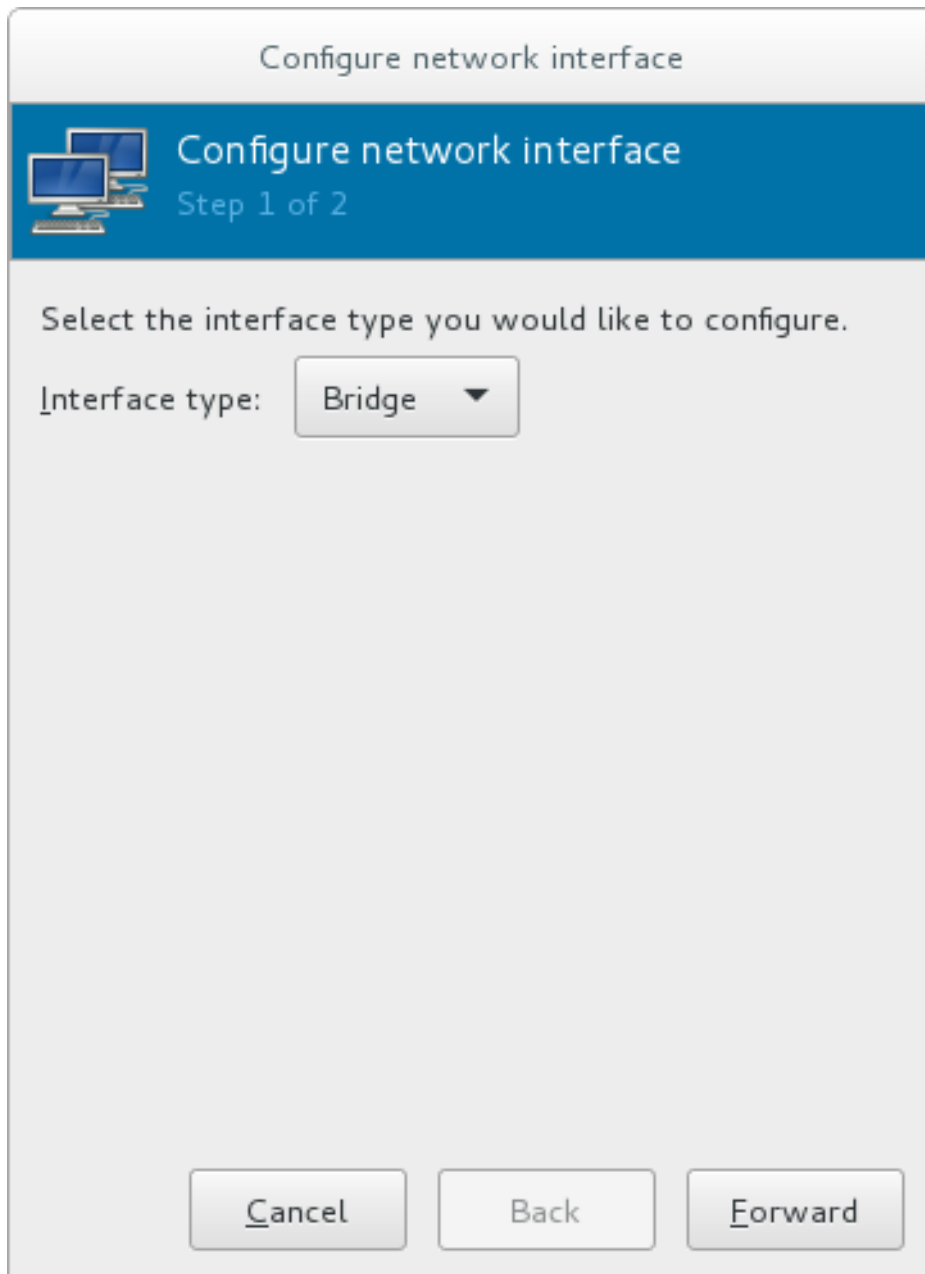 Configure network interface
Configure network interface
Step 1 of 2
Select the interface type you would like to configure.
Interface type: Bridge
Cancel Back Forward